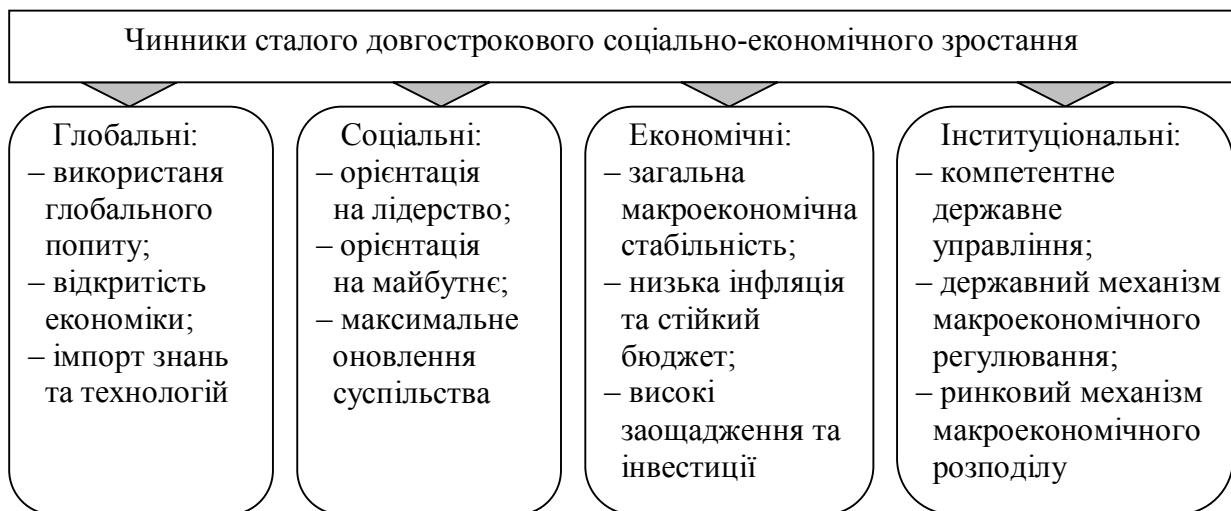 Чинники сталого довгострокового соціально-економічного зростання
Глобальні:
– використаня
глобального
попиту;
– відкритість
економіки;
– імпорт знань
та технологій
Соціальні:
– орієнтація
на лідерство;
– орієнтація
на майбутнє;
– максимальне
оновлення
суспільства
Економічні:
– загальна
макроекономічна
стабільність;
– низька інфляція
та стійкий
бюджет;
– високі
заощадження та
інвестиції
Інституціональні:
– компетентне
державне
управління;
– державний механізм
макроекономічного
регулювання;
– ринковий механізм
макроекономічного
розподілу